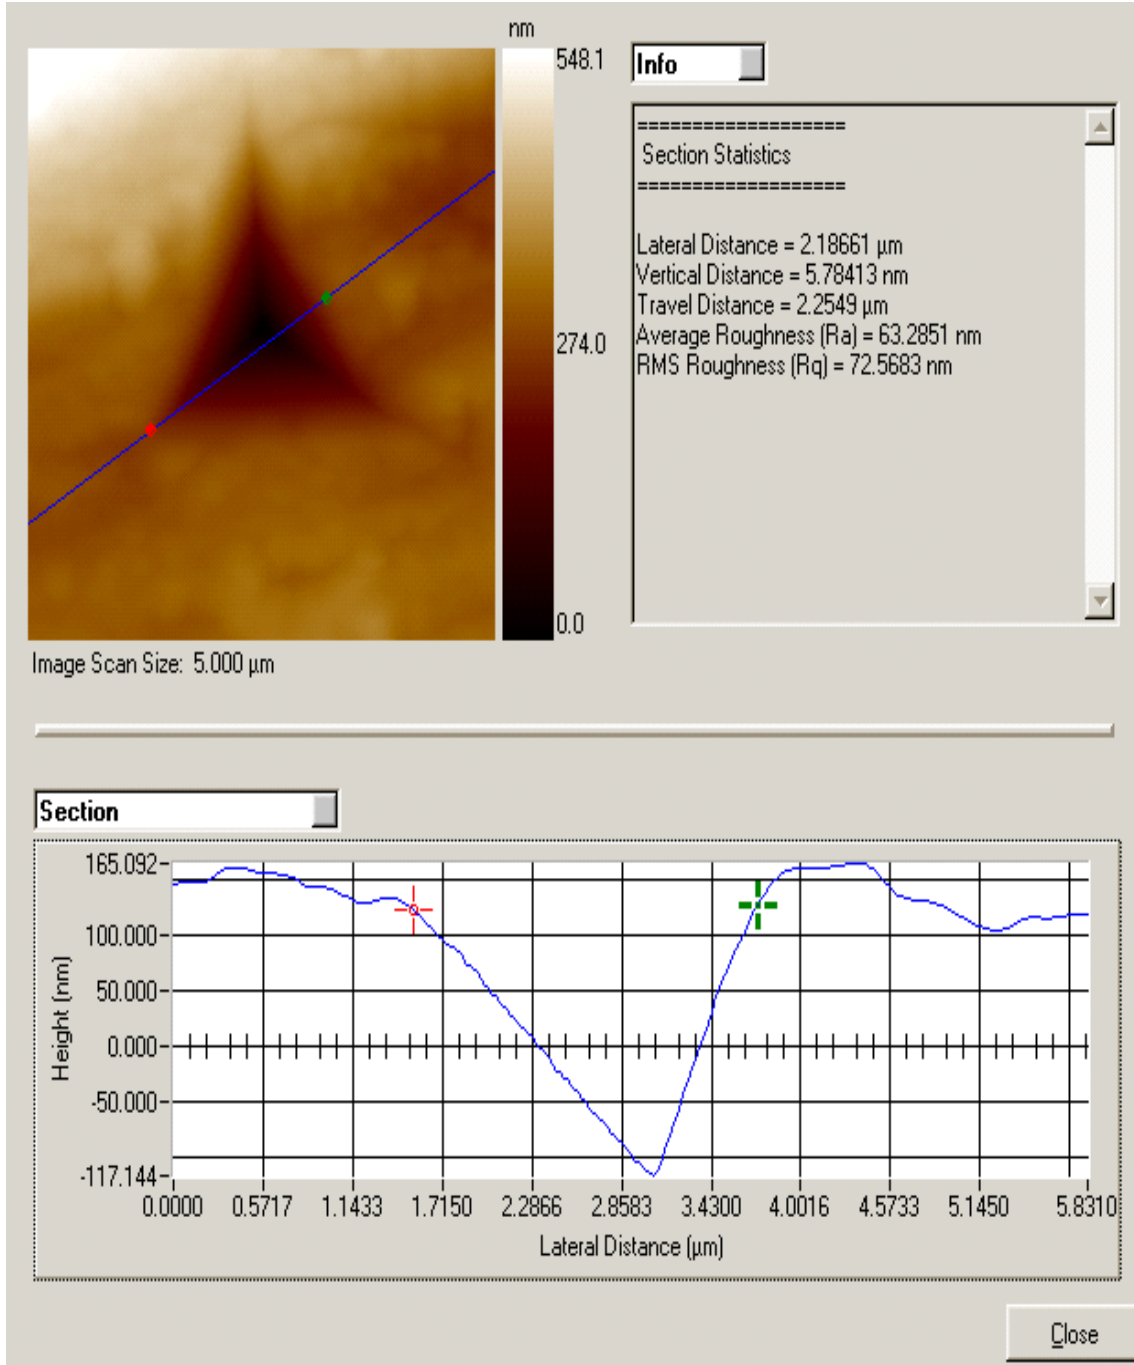 nm
548.1
274.0
0.0
Image Scan Size: 5.000 µm
Info
===================
Section Statistics
===================
Lateral Distance = 2.18661 µm
Vertical Distance = 5.78413 nm
Travel Distance = 2.2549 µm
Average Roughness (Ra) = 63.2851 nm
RMS Roughness (Rq) = 72.5683 nm
Section
Height (nm)
165.092
100.000
50.000
0.000
-50.000
-117.144
0.0000 0.5717 1.1433 1.7150 2.2866 2.8583 3.4300 4.0016 4.5733 5.1450 5.8310
Lateral Distance (µm)
Close